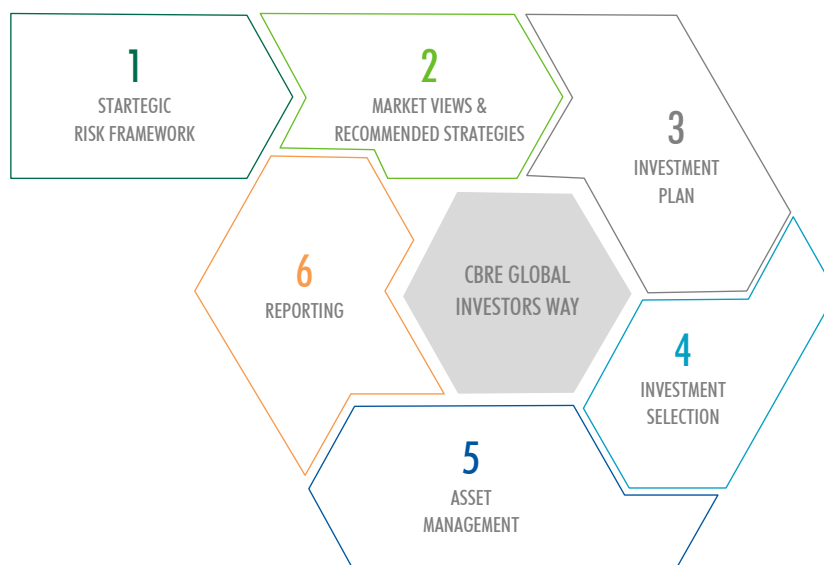 1
STARTEGIC
RISK FRAMEWORK
2
MARKET VIEWS &
RECOMMENDED STRATEGIES
3
INVESTMENT
PLAN
CBRE GLOBAL
INVESTORS WAY
4
INVESTMENT
SELECTION
5
ASSET
MANAGEMENT
6
REPORTING